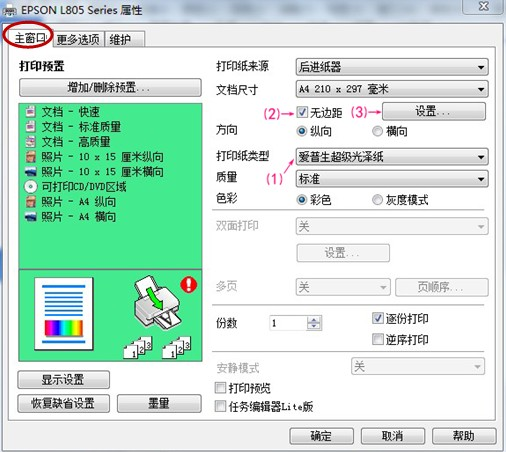 EPSON L805 Series 属性
主窗口 更多选项 维护
打印预置
增加/删除预置...
文档 - 快速
文档 - 标准质量
文档 - 高质量
照片 - 10 x 15 厘米纵向
照片 - 10 x 15 厘米横向
可打印CD/DVD区域
照片 - A4 纵向
照片 - A4 横向
显示设置
恢复缺省设置 墨量
打印纸来源 后进纸器
文档尺寸 A4 210 x 297 毫米
(2) 无边距 (3) 设置...
方向 纵向 横向
打印纸类型 爱普生超级光泽纸
(1)
质量 标准
色彩 彩色 灰度模式
双面打印 关
设置...
多页 关 页顺序...
份数 1 逐份打印
逆序打印
安静模式 关
打印预览
任务编辑器Lite版
确定 取消 帮助